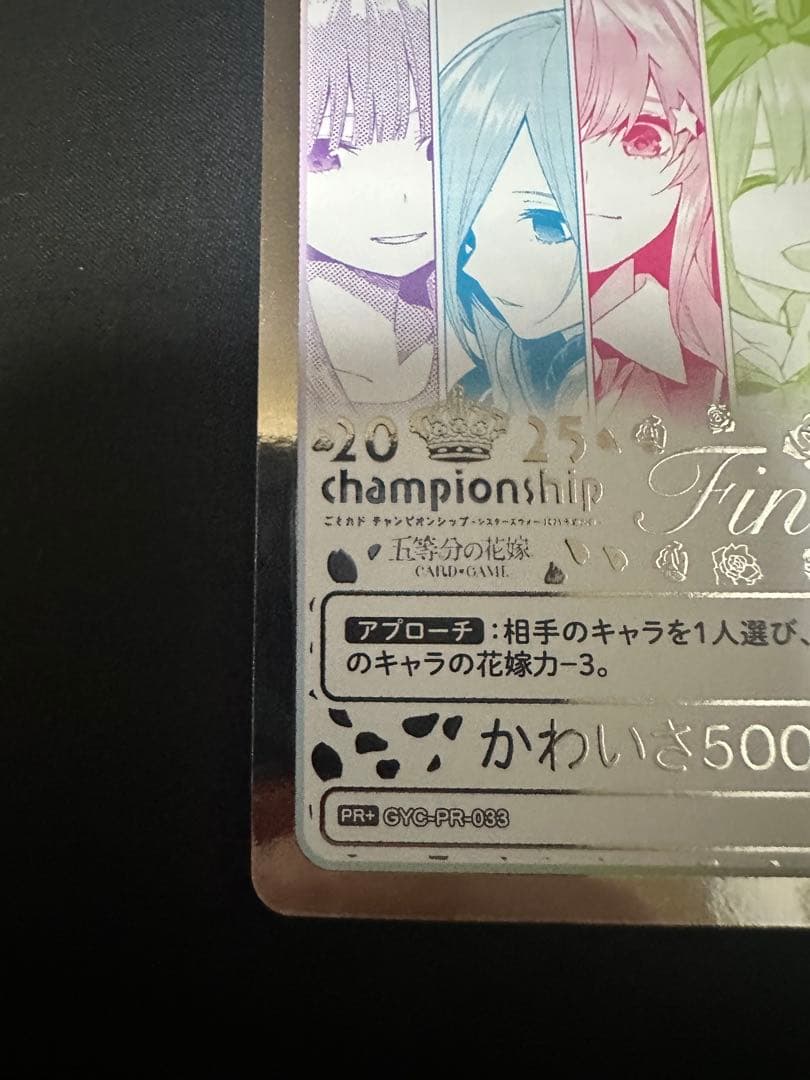 2025
championship
Fin
ごとカド チャンピオンシップ
五等分の花嫁
CARD•GAME
アプローチ:相手のキャラを1人選び、
のキャラの花嫁力−3。
かわいさ500
PR+ GYC-PR-033